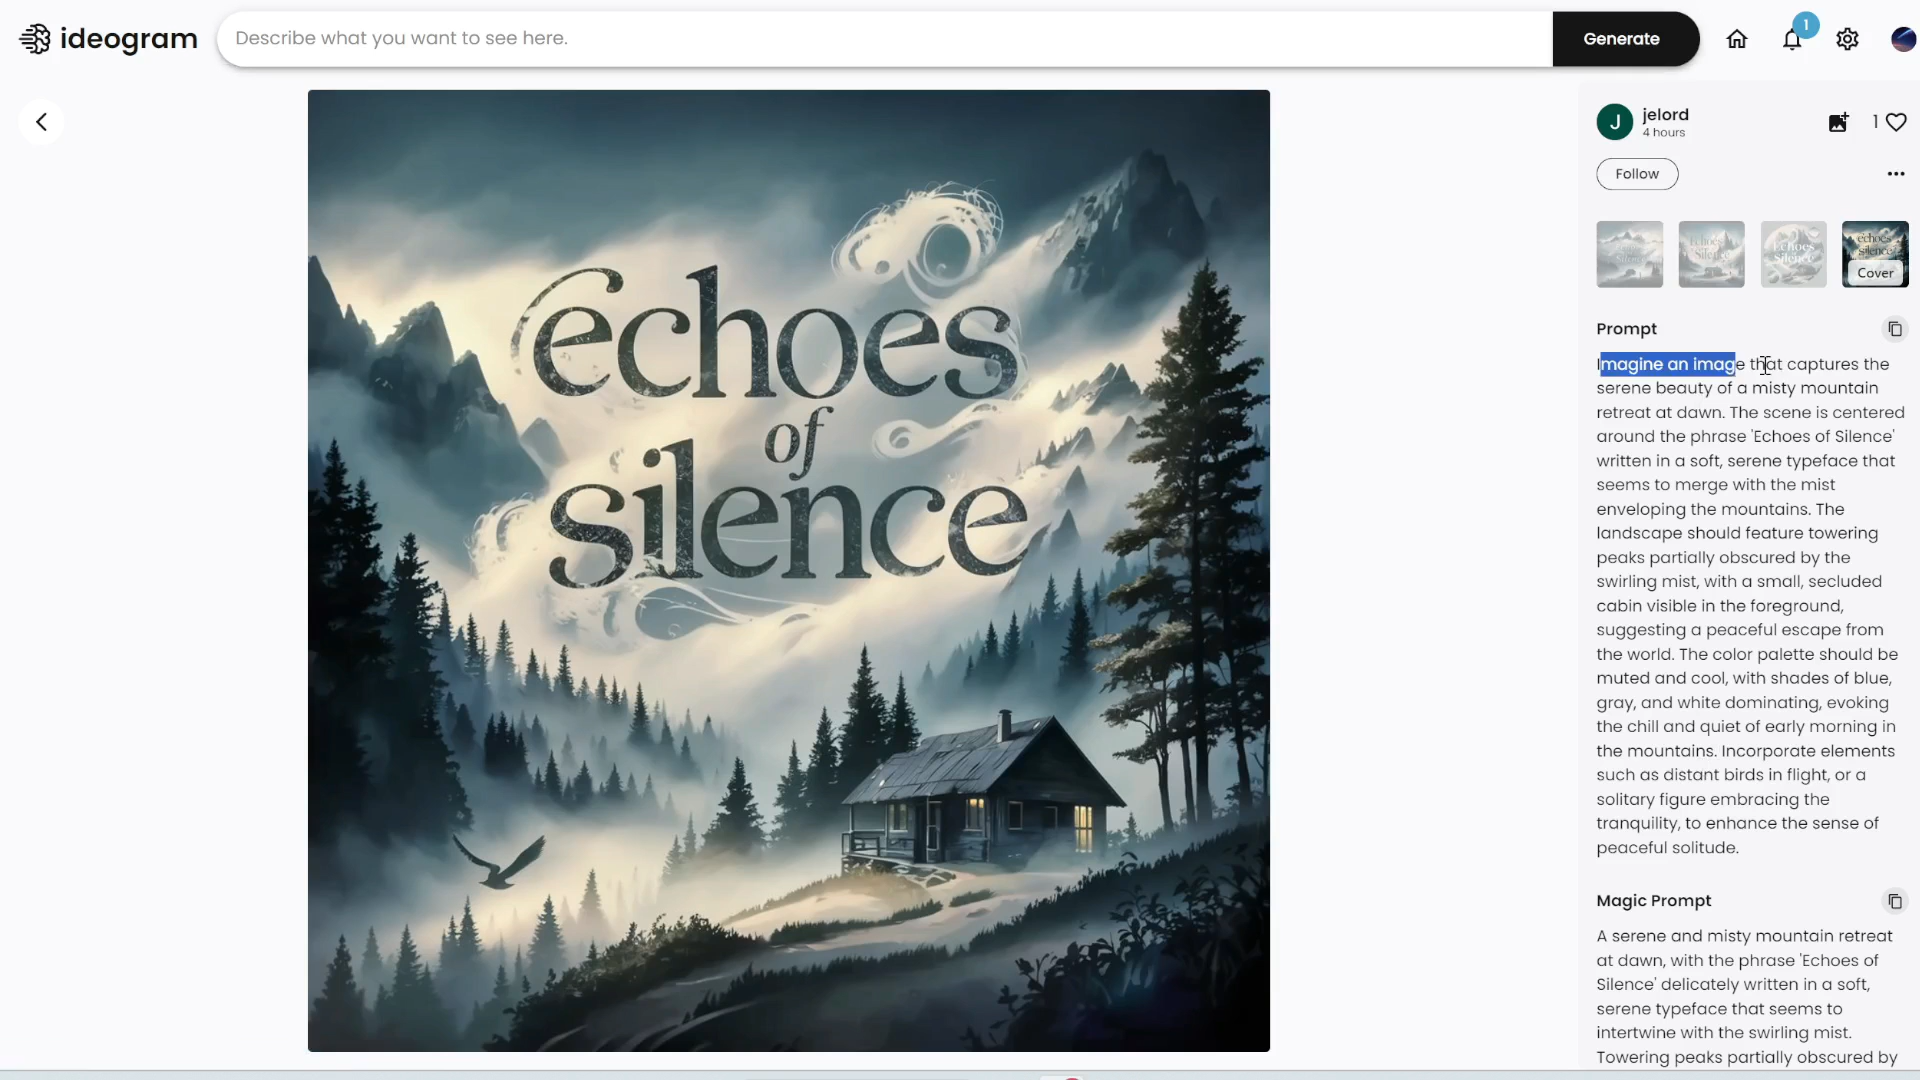 ideogram
Describe what you want to see here.
Generate
1
jelord
4 hours
1
Follow
echoes
of
silence
Echoes
Silence
Echoes
Silence
echoes
silence
Cover
Prompt
Imagine an image that captures the
serene beauty of a misty mountain
retreat at dawn. The scene is centered
around the phrase 'Echoes of Silence'
written in a soft, serene typeface that
seems to merge with the mist
enveloping the mountains. The
landscape should feature towering
peaks partially obscured by the
swirling mist, with a small, secluded
cabin visible in the foreground,
suggesting a peaceful escape from
the world. The color palette should be
muted and cool, with shades of blue,
gray, and white dominating, evoking
the chill and quiet of early morning in
the mountains. Incorporate elements
such as distant birds in flight, or a
solitary figure embracing the
tranquility, to enhance the sense of
peaceful solitude.
Magic Prompt
A serene and misty mountain retreat
at dawn, with the phrase 'Echoes of
Silence' delicately written in a soft,
serene typeface that seems to
intertwine with the swirling mist.
Towering peaks partially obscured by